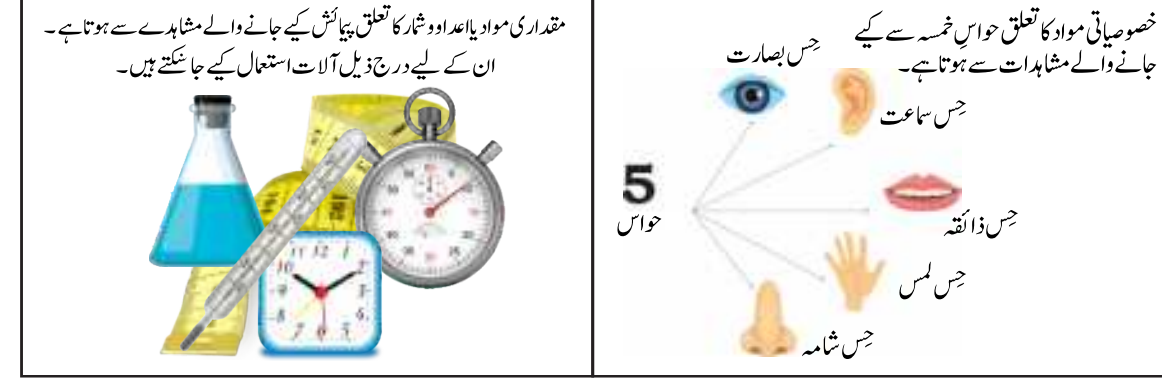 خصوصیاتی مواد کا تعلق حواسِ خمسہ سے کیے
جانے والے مشاہدات سے ہوتا ہے۔
حِس بصارت
حِس سماعت
5
حواس
حِس ذائقہ
حِس لمس
حِس شامہ
مقداری مواد یا اعداد و شمار کا تعلق پیمائش کیے جانے والے مشاہدے سے ہوتا ہے ۔
ان کے لیے درج ذیل آلات استعمال کیے جا سکتے ہیں۔